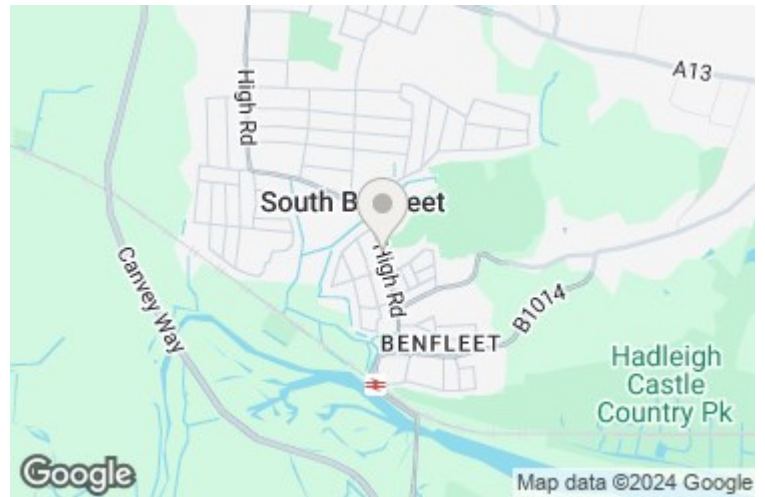 A13
High Rd
South B
eet
High Rd
Canvey Way
B1014
BENFLEET
Hadleigh
Castle
Country Pk
Google
Map data ©2024 Google